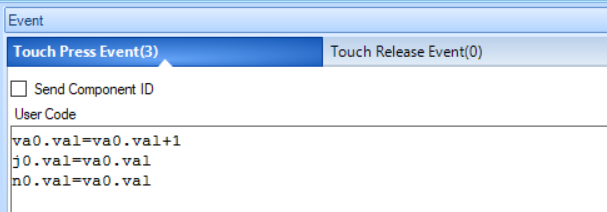 Event
Touch Press Event(3)
Touch Release Event(0)
Send Component ID
User Code
va0.val=va0.val+1
j0.val=va0.val
n0.val=va0.val